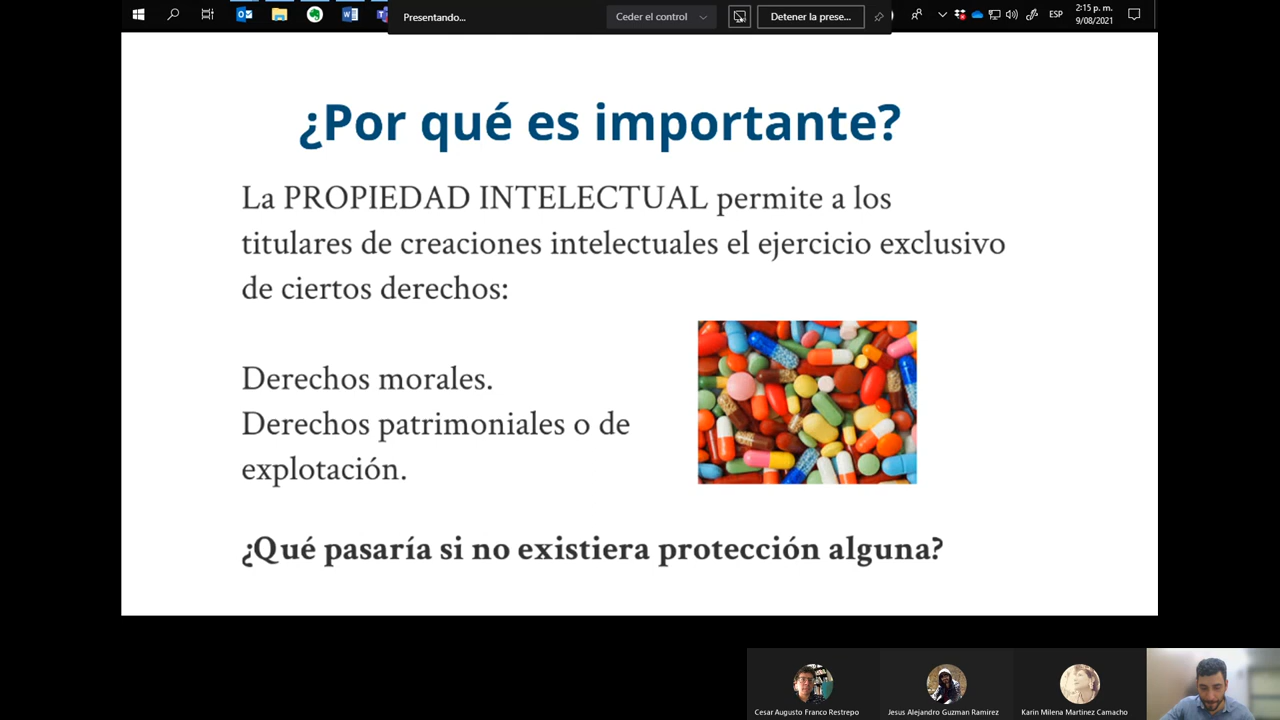 Presentando...
Ceder el control
Detener la prese...
ESP
2:15 p. m.
9/08/2021
¿Por qué es importante?
La PROPIEDAD INTELECTUAL permite a los
titulares de creaciones intelectuales el ejercicio exclusivo
de ciertos derechos:
Derechos morales.
Derechos patrimoniales o de
explotación.
¿Qué pasaría si no existiera protección alguna?
Cesar Augusto Franco Restrepo
Jesus Alejandro Guzman Ramirez
Karin Milena Martinez Camacho